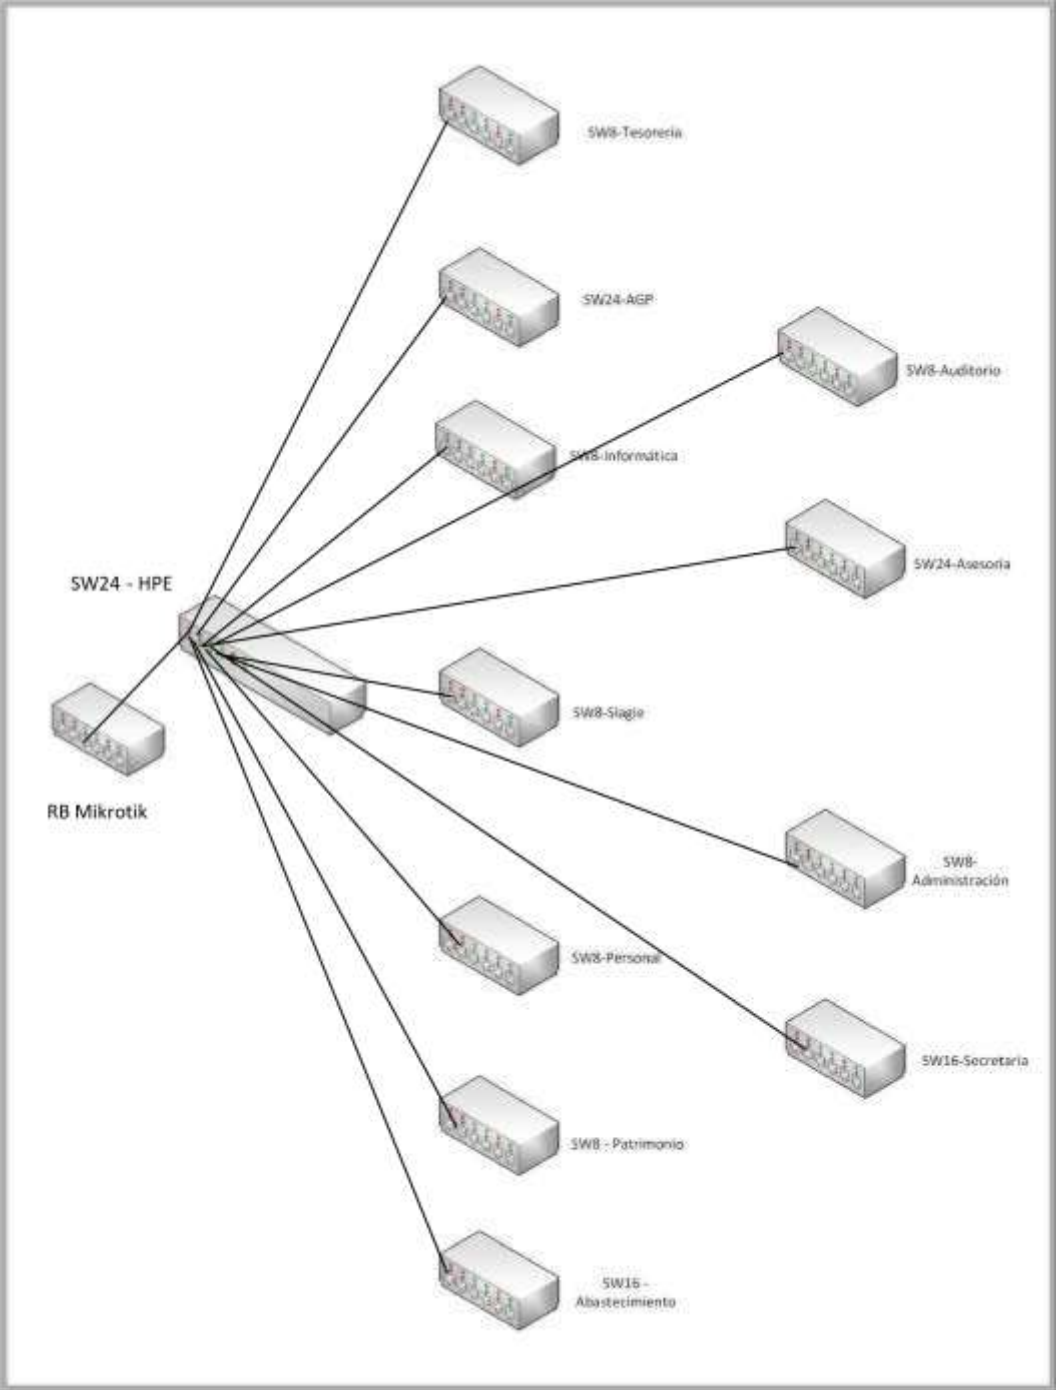 SW8-Tesoreria
SW24-AGP
SW8-Auditorio
SW8-Informática
SW24-Asesoria
SW24 - HPE
SW8-Siagie
RB Mikrotik
SW8-
Administración
SW8-Personal
SW16-Secretaria
SW8 - Patrimonio
SW16 -
Abastecimiento